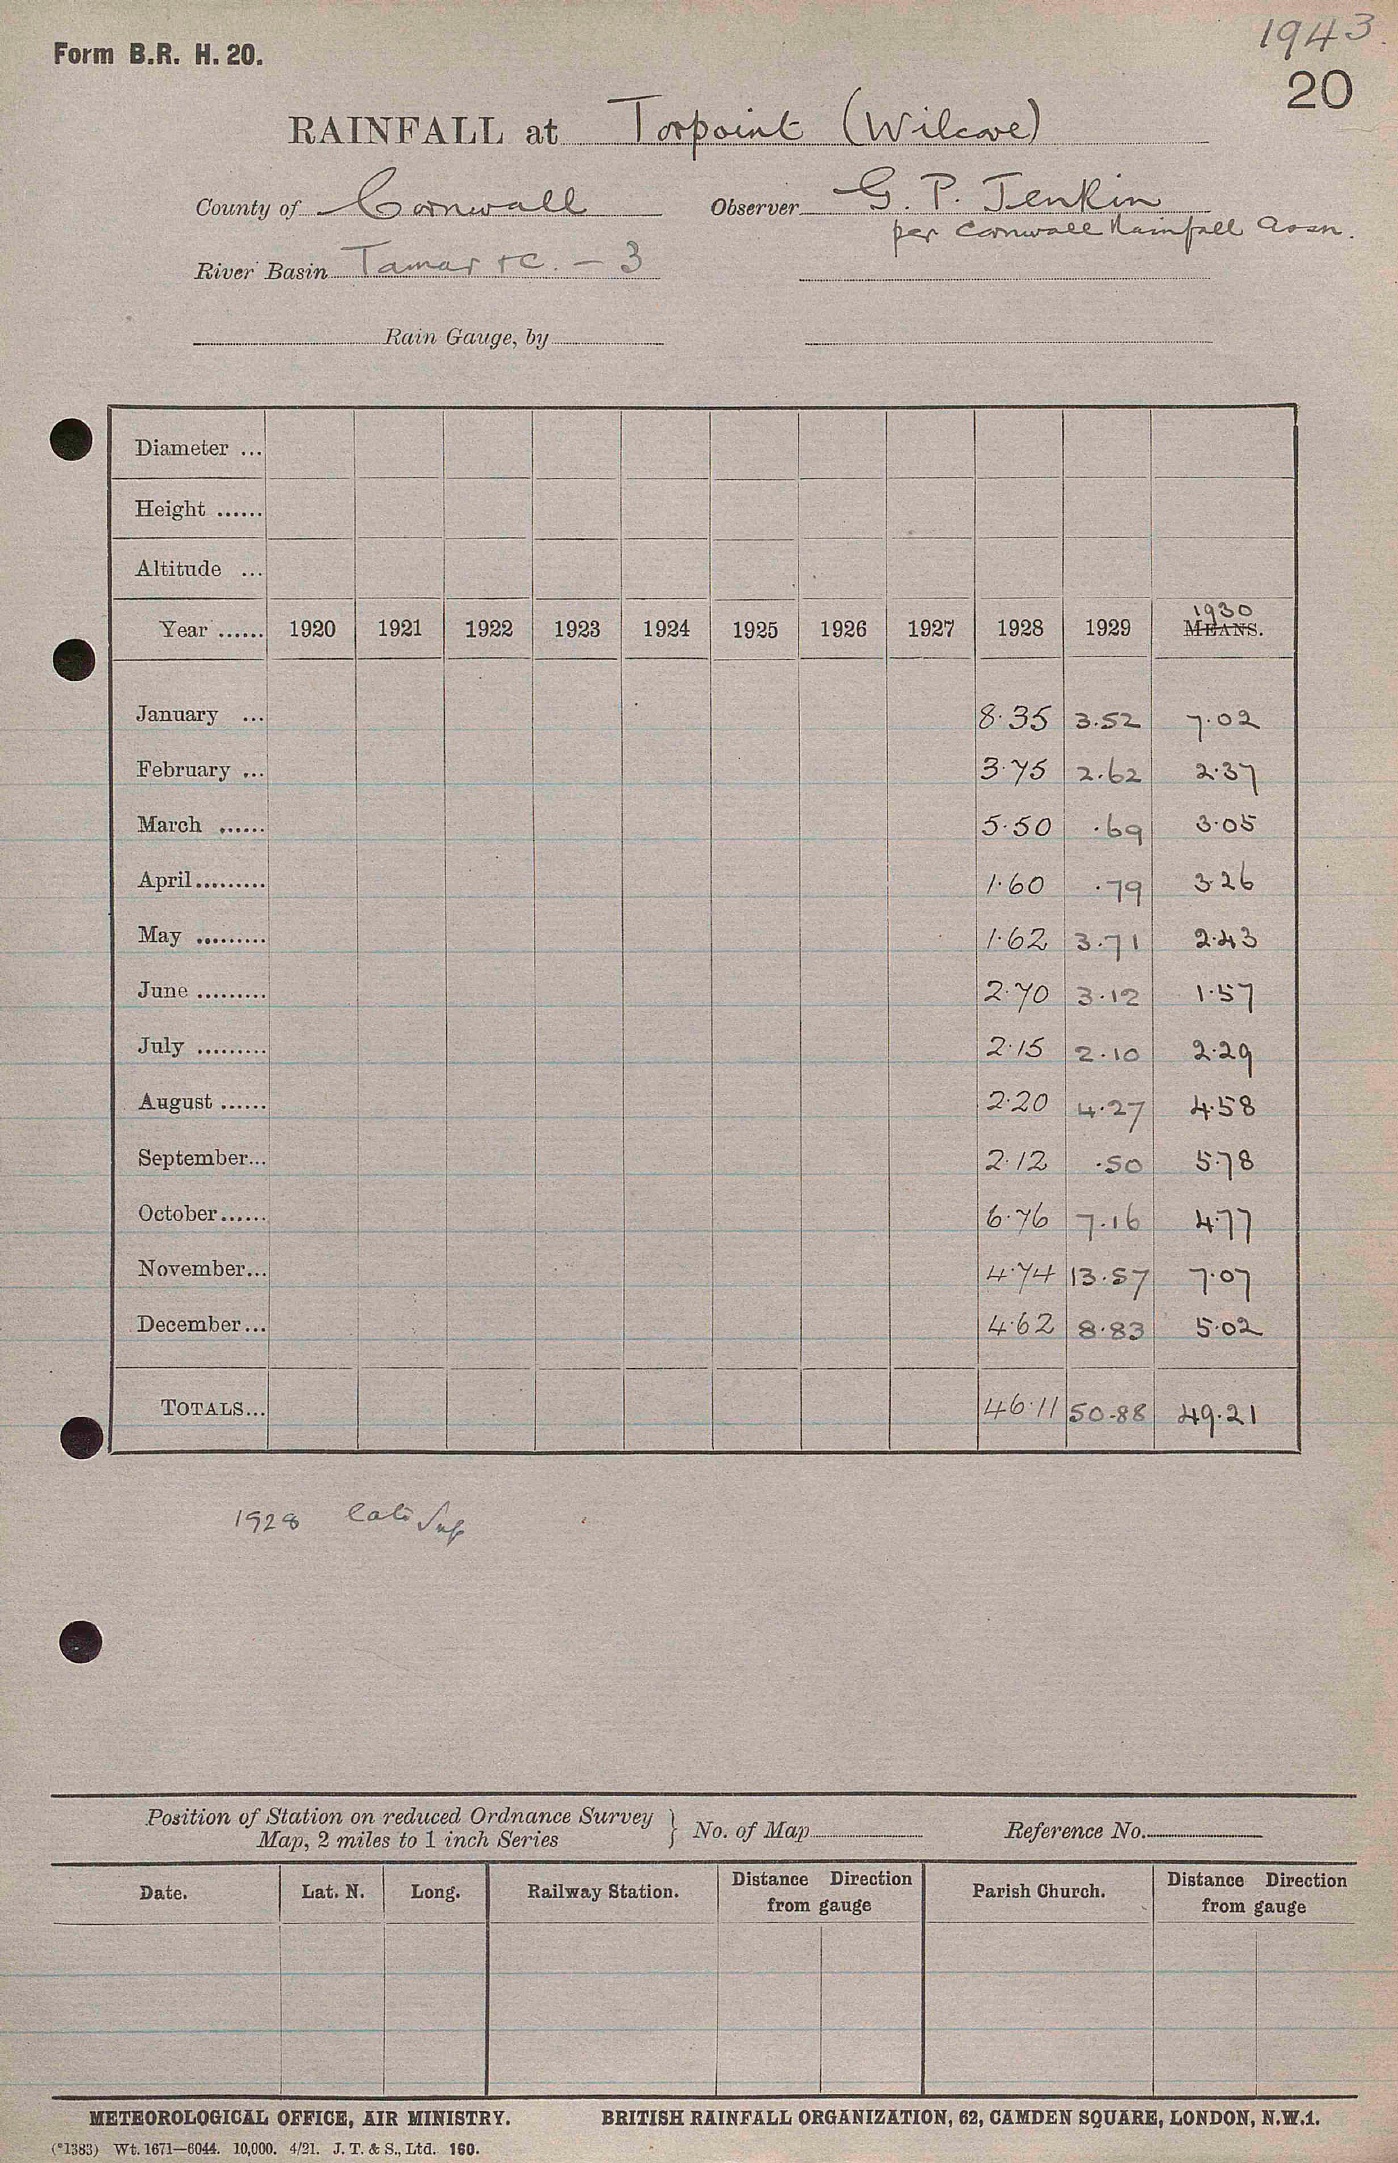 Form B.R. H. 20.
1943
20
RAINFALL at Torpoint (Wilcove)
County of Cornwall Observer G. P. Jenkin
per Cornwall Rainfall Assn.
River Basin Tamar +c. - 3
Rain Gauge, by
Diameter ...
Height ......
Altitude ...
1930
Year ...... 1920 1921 1922 1923 1924 1925 1926 1927 1928 1929 MEANS.
January ... 8.35 3.52 7.02
February ... 3.75 2.62 2.37
March ...... 5.50 .69 3.05
April......... 1.60 .79 3.26
May ......... 1.62 3.71 2.43
June ......... 2.70 3.12 1.57
July ......... 2.15 2.10 2.29
August ...... 2.20 4.27 4.58
September... 2.12 .50 5.78
October...... 6.76 7.16 4.77
November... 4.74 13.57 7.07
December... 4.62 8.83 5.02
TOTALS... 46.11 50.88 49.21
1928
Position of Station on reduced Ordnance Survey
Map, 2 miles to 1 inch Series } No. of Map Reference No.
Date. Lat. N. Long. Railway Station. Distance Direction from gauge Parish Church. Distance Direction from gauge
METEOROLOGICAL OFFICE, AIR MINISTRY. BRITISH RAINFALL ORGANIZATION, 62, CAMDEN SQUARE, LONDON, N.W.1.
(*1383) Wt. 1671—6044. 10,000. 4/21. J. T. & S., Ltd. 160.